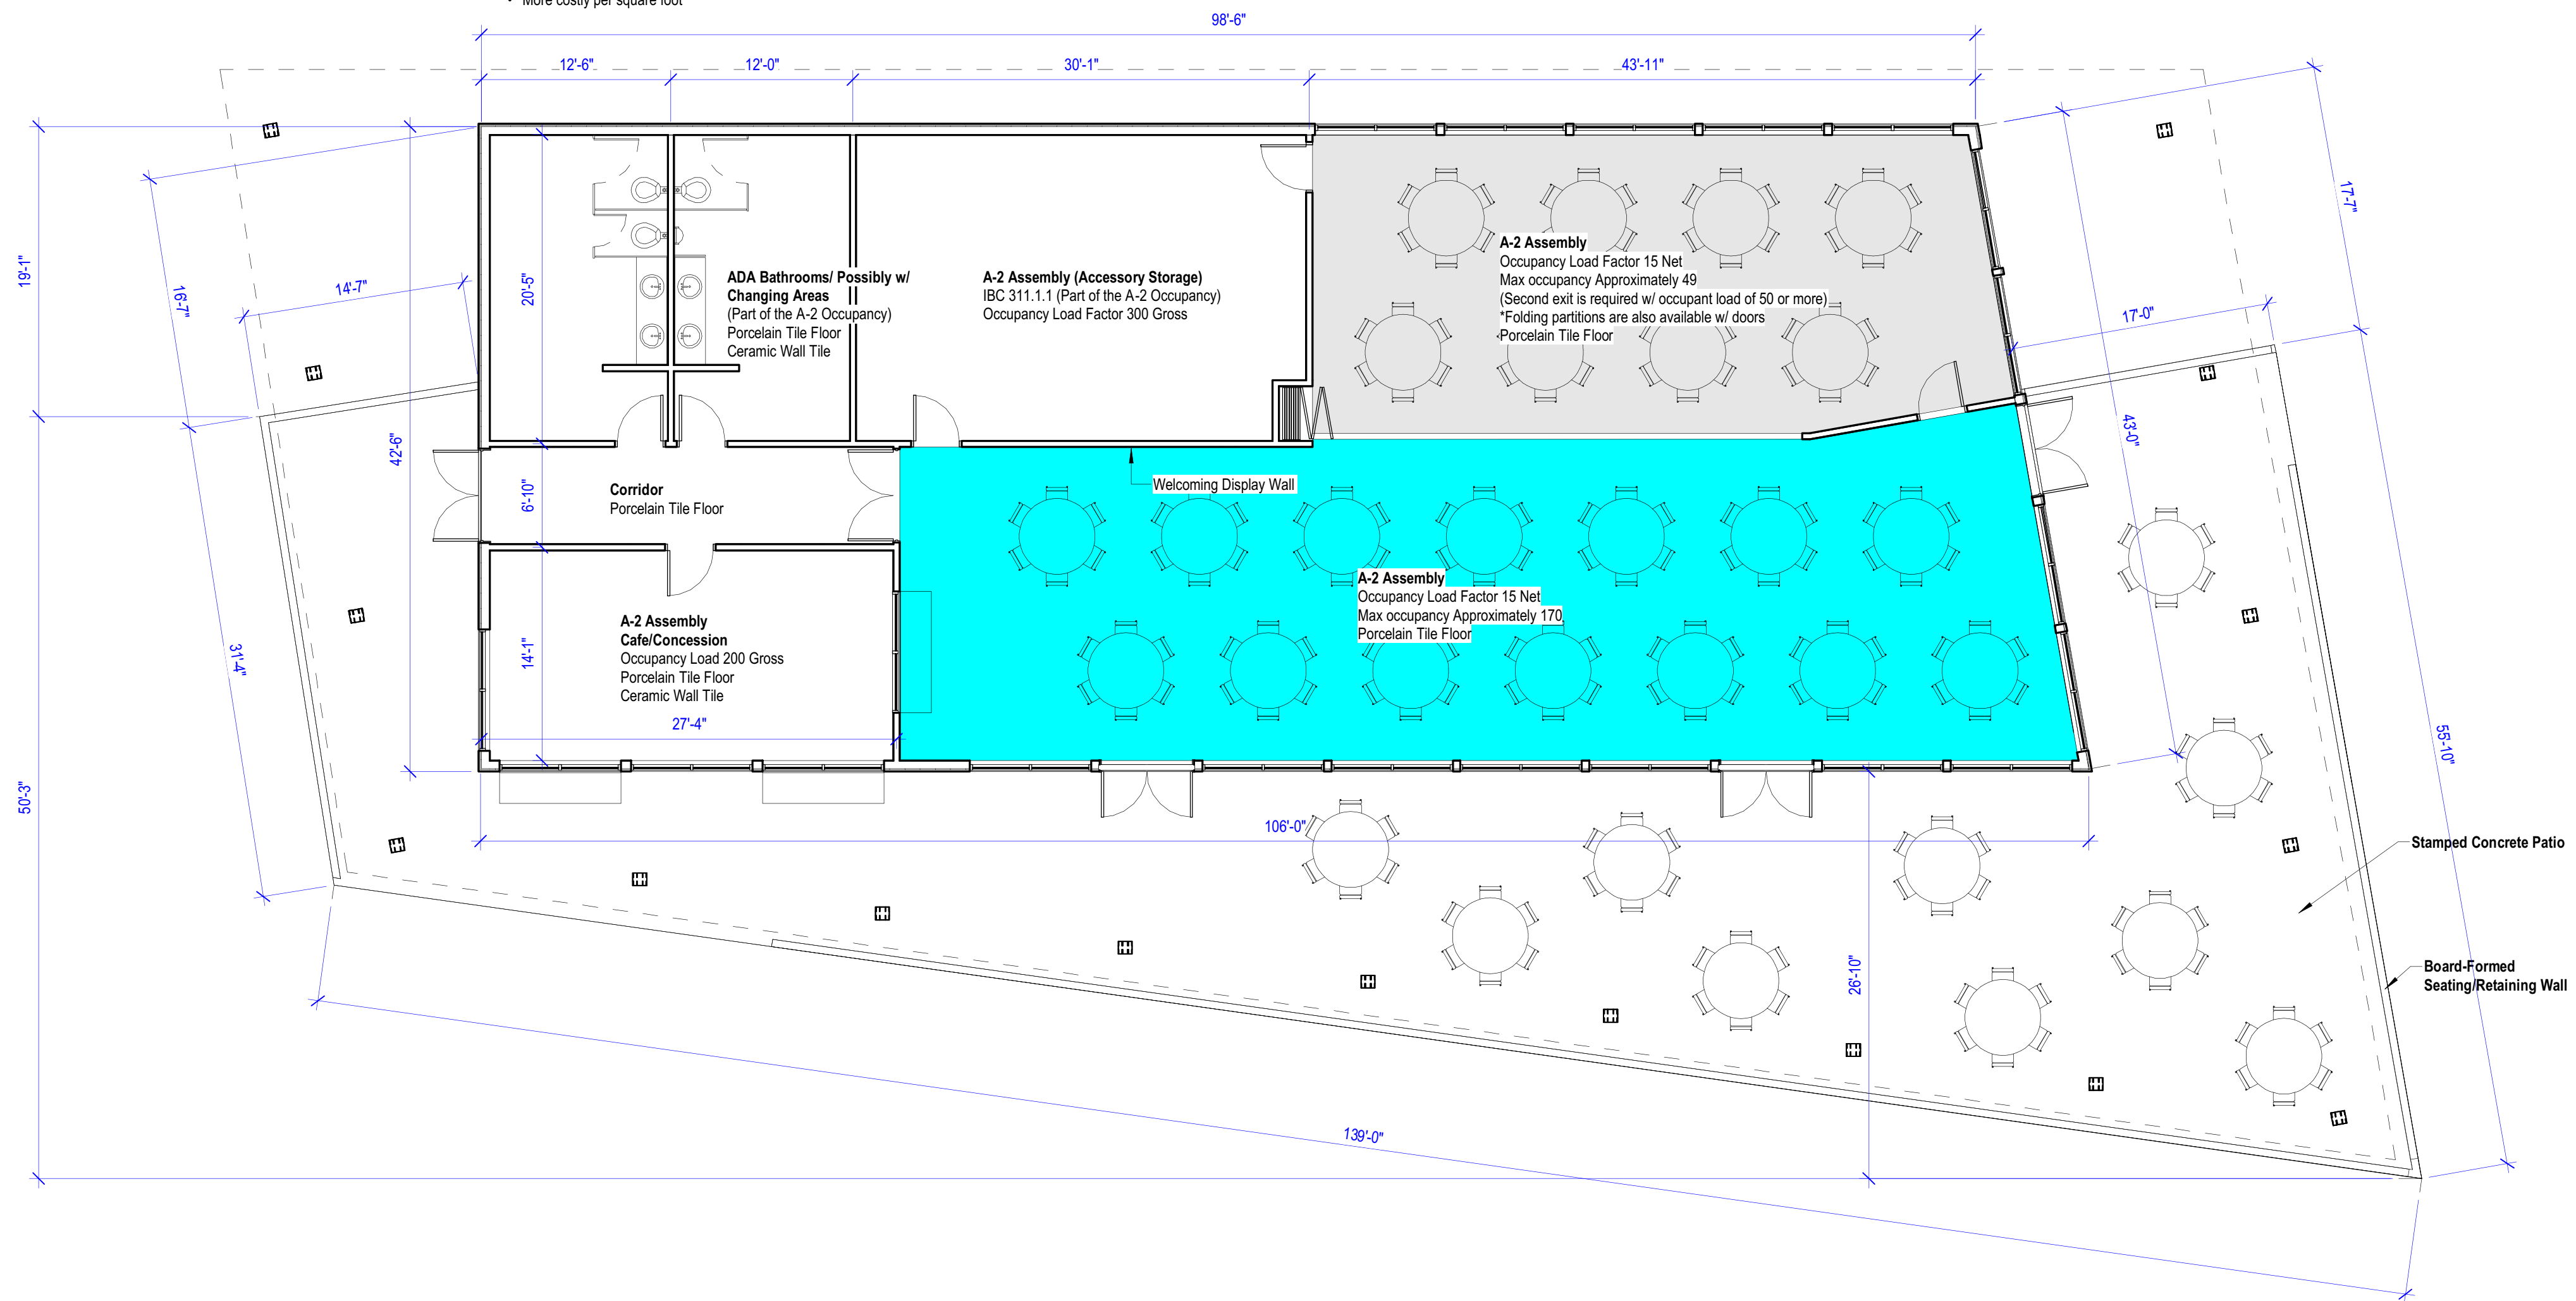 • More costly per square foot
98'-6"
12'-6"
12'-0"
30'-1"
43'-11"
17'-7"
19'-1"
16'-7"
14'-7"
42'-6"
20'-5"
ADA Bathrooms/ Possibly w/
Changing Areas
(Part of the A-2 Occupancy)
Porcelain Tile Floor
Ceramic Wall Tile
A-2 Assembly (Accessory Storage)
IBC 311.1.1 (Part of the A-2 Occupancy)
Occupancy Load Factor 300 Gross
A-2 Assembly
Occupancy Load Factor 15 Net
Max occupancy Approximately 49
(Second exit is required w/ occupant load of 50 or more)
*Folding partitions are also available w/ doors
Porcelain Tile Floor
17'-0"
43'-0"
6'-10"
Corridor
Porcelain Tile Floor
Welcoming Display Wall
31'-4"
14'-1"
A-2 Assembly
Cafe/Concession
Occupancy Load 200 Gross
Porcelain Tile Floor
Ceramic Wall Tile
27'-4"
A-2 Assembly
Occupancy Load Factor 15 Net
Max occupancy Approximately 170
Porcelain Tile Floor
50'-3"
55'-10"
106'-0"
Stamped Concrete Patio
26'-10"
Board-Formed
Seating/Retaining Wall
139'-0"